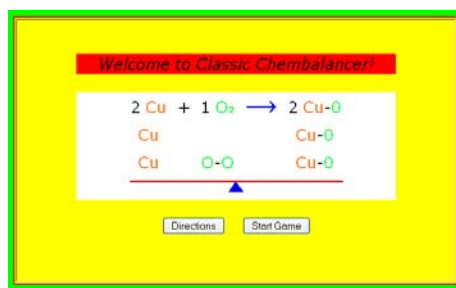 Welcome to Classic Chembalancer!
2 Cu + 1 O₂ ⟶ 2 Cu-O
Cu Cu-O
Cu O-O Cu-O
Directions Start Game